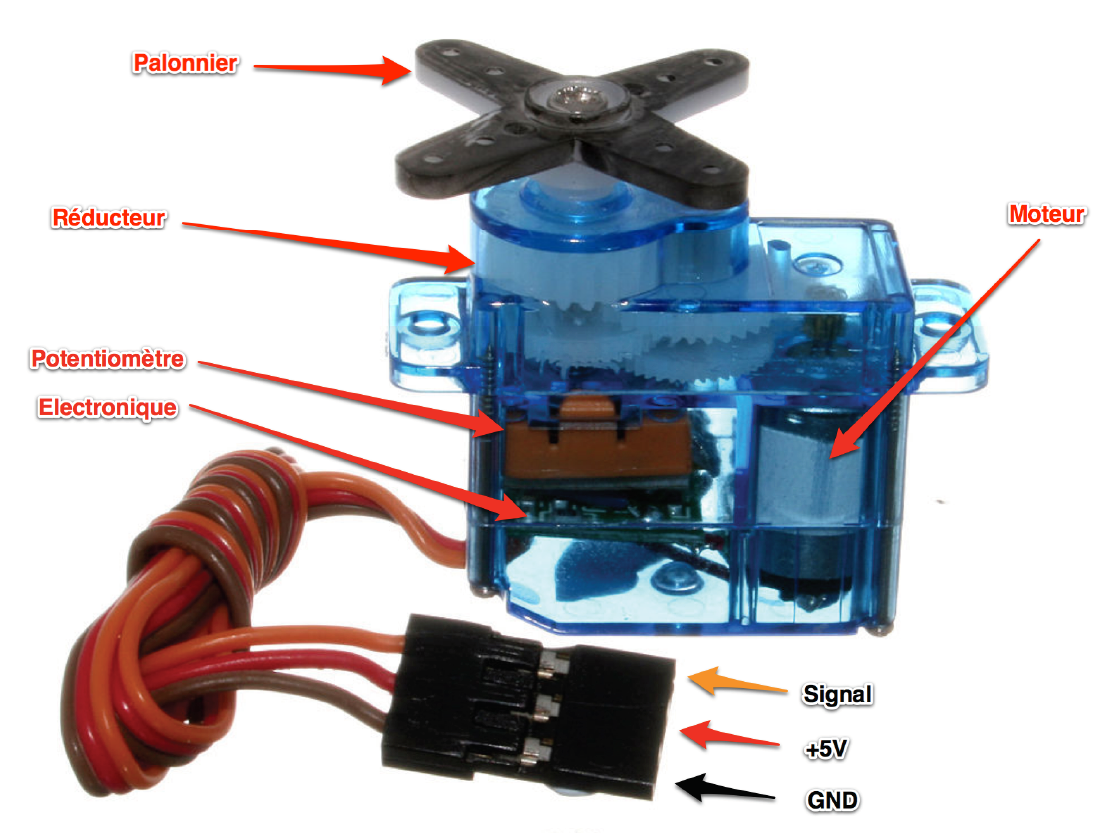 Palonnier
Réducteur
Moteur
Potentiomètre
Electronique
Signal
+5V
GND